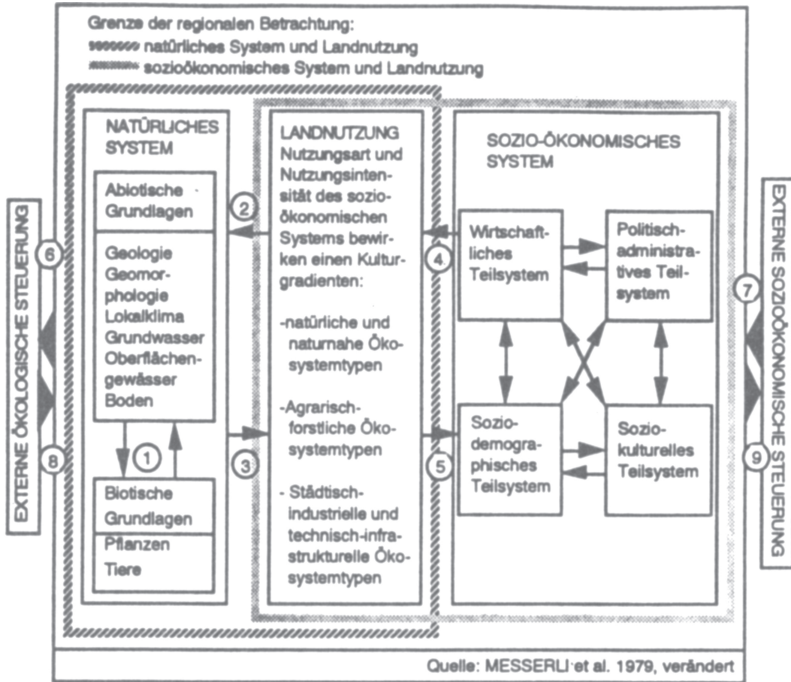 Grenze der regionalen Betrachtung:
natürliches System und Landnutzung
sozioökonomisches System und Landnutzung
EXTERNE ÖKOLOGISCHE STEUERUNG
6
8
NATÜRLICHES
SYSTEM
Abiotische
Grundlagen
Geologie
Geomor-
phologie
Lokalklima
Grundwasser
Oberflächen-
gewässer
Boden
1
Biotische
Grundlagen
Pflanzen
Tiere
2
3
LANDNUTZUNG
Nutzungsart und
Nutzungsinten-
sität des sozio-
ökonomischen
Systems bewir-
ken einen Kultur-
gradienten:
-natürliche und
naturnahe Öko-
systemtypen
-Agrarisch-
forstliche Öko-
systemtypen
- Städtisch-
industrielle und
technisch-infra-
strukturelle Öko-
systemtypen
4
5
SOZIO-ÖKONOMISCHES
SYSTEM
Wirtschaft-
liches
Teilsystem
Politisch-
administra-
tives Teil-
system
Sozio-
demogra-
phisches
Teilsystem
Sozio-
kulturelles
Teilsystem
7
9
EXTERNE SOZIOÖKONOMISCHE STEUERUNG
Quelle: MESSERLI et al. 1979, verändert